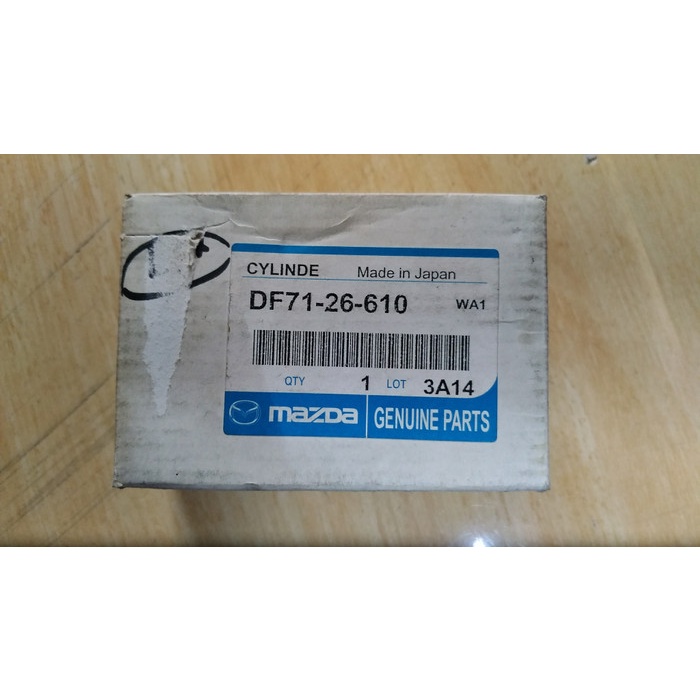 CYLINDE Made in Japan
DF71-26-610 WA1
QTY 1 LOT 3A14
mazda GENUINE PARTS